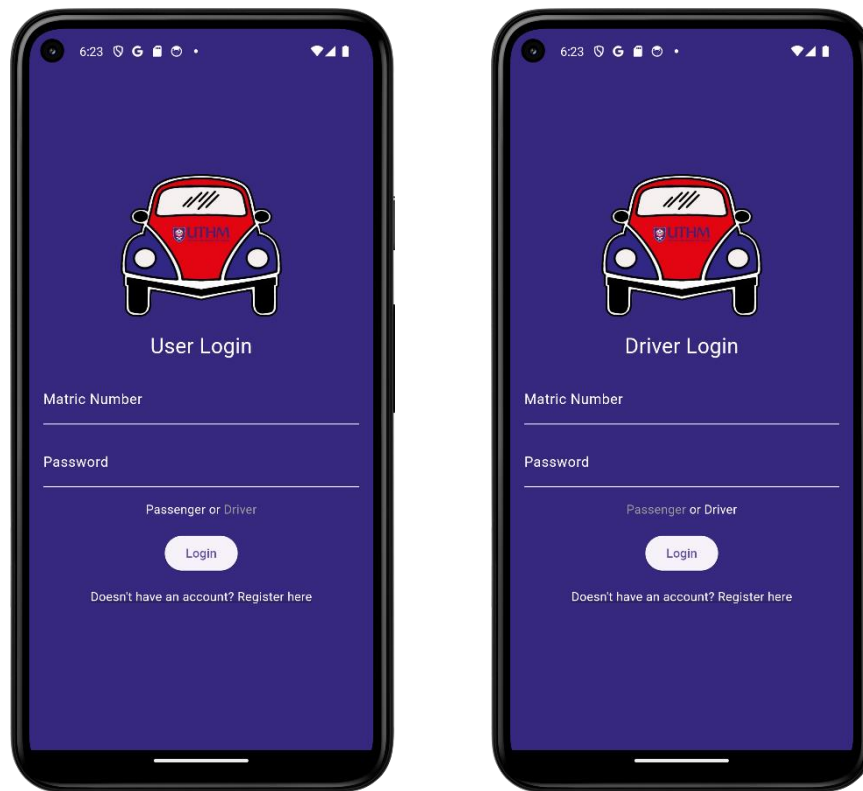 6:23 G
UTHM
User Login
Matric Number
Password
Passenger or Driver
Login
Doesn't have an account? Register here
6:23 G
UTHM
Driver Login
Matric Number
Password
Passenger or Driver
Login
Doesn't have an account? Register here